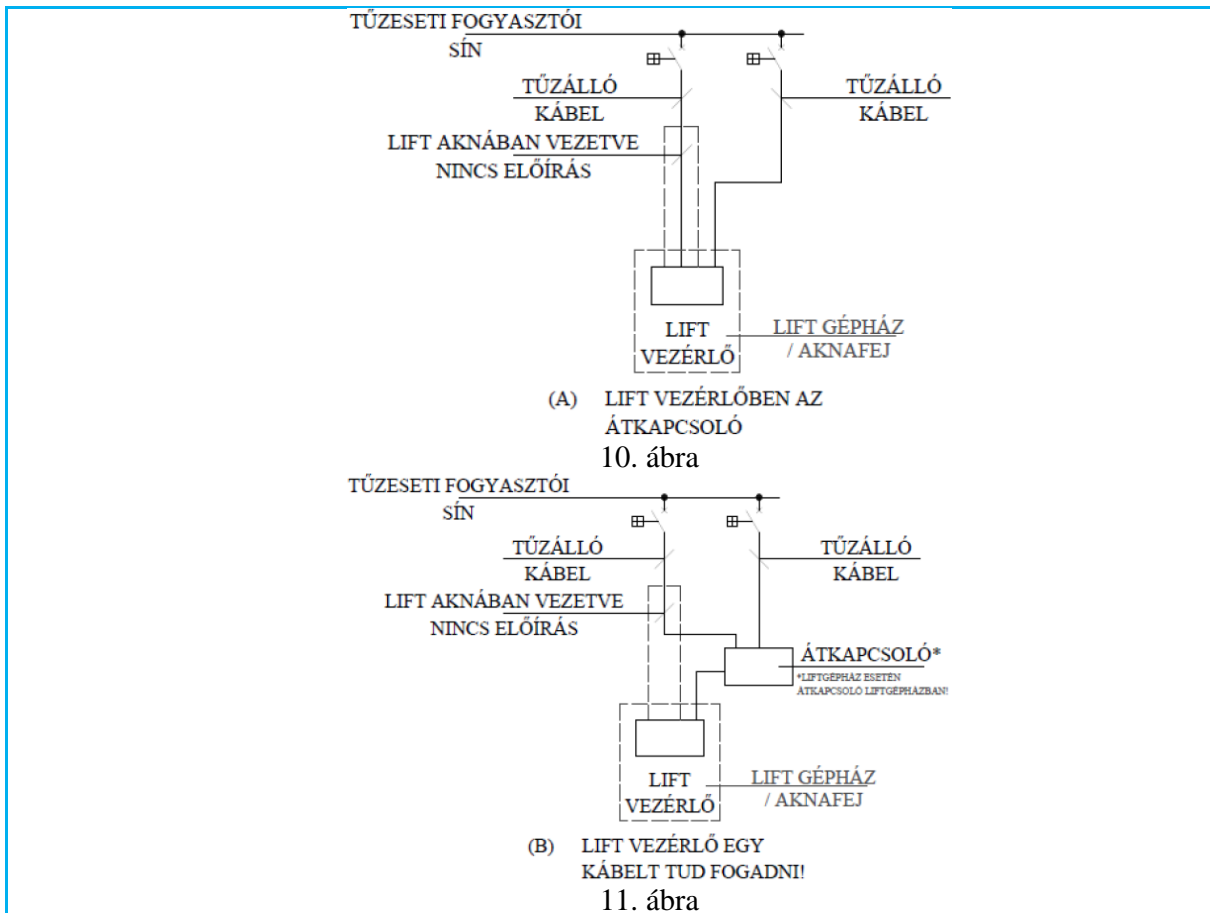 TŰZESETI FOGYASZTÓI
SÍN
TŰZÁLLÓ
KÁBEL
TŰZÁLLÓ
KÁBEL
LIFT AKNÁBAN VEZETVE
NINCS ELŐÍRÁS
LIFT
VEZÉRLŐ
LIFT GÉPHÁZ
/ AKNAFEJ
(A) LIFT VEZÉRLŐBEN AZ
ÁTKAPCSOLÓ
10. ábra
TŰZESETI FOGYASZTÓI
SÍN
TŰZÁLLÓ
KÁBEL
TŰZÁLLÓ
KÁBEL
LIFT AKNÁBAN VEZETVE
NINCS ELŐÍRÁS
ÁTKAPCSOLÓ*
*LIFTGÉPHÁZ ESETÉN
ÁTKAPCSOLÓ LIFTGÉPHÁZBAN!
LIFT
VEZÉRLŐ
LIFT GÉPHÁZ
/ AKNAFEJ
(B) LIFT VEZÉRLŐ EGY
KÁBELT TUD FOGADNI!
11. ábra